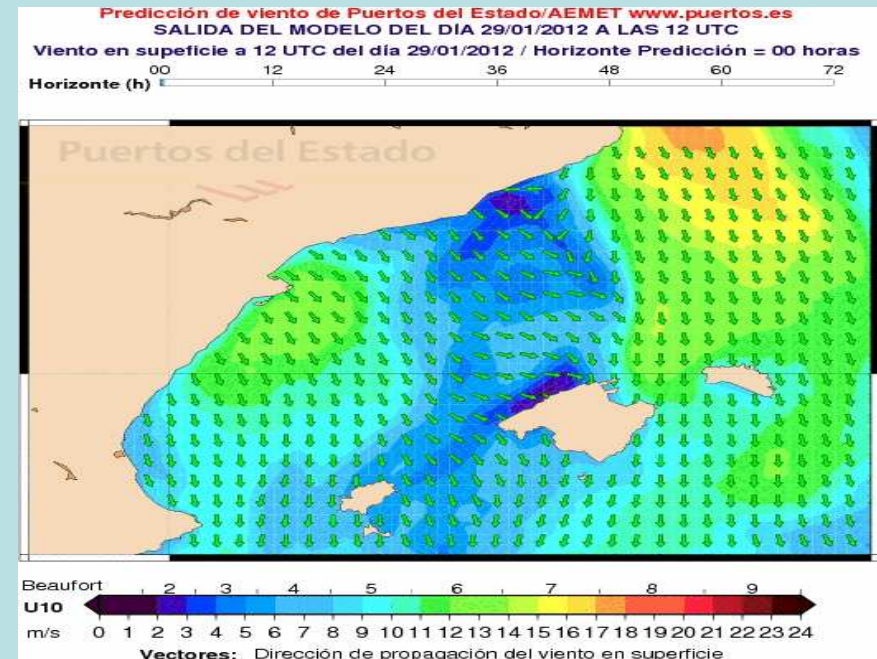 Predicción de viento de Puertos del Estado/AEMET www.puertos.es
SALIDA DEL MODELO DEL DÍA 29/01/2012 A LAS 12 UTC
Viento en supeficie a 12 UTC del día 29/01/2012 / Horizonte Predicción = 00 horas
00 12 24 36 48 60 72
Horizonte (h)
Puertos del Estado
Beaufort 2 3 4 5 6 7 8 9
U10
m/s 0 1 2 3 4 5 6 7 8 9 10 11 12 13 14 15 16 17 18 19 20 21 22 23 24
Vectores: Dirección de propagación del viento en superficie